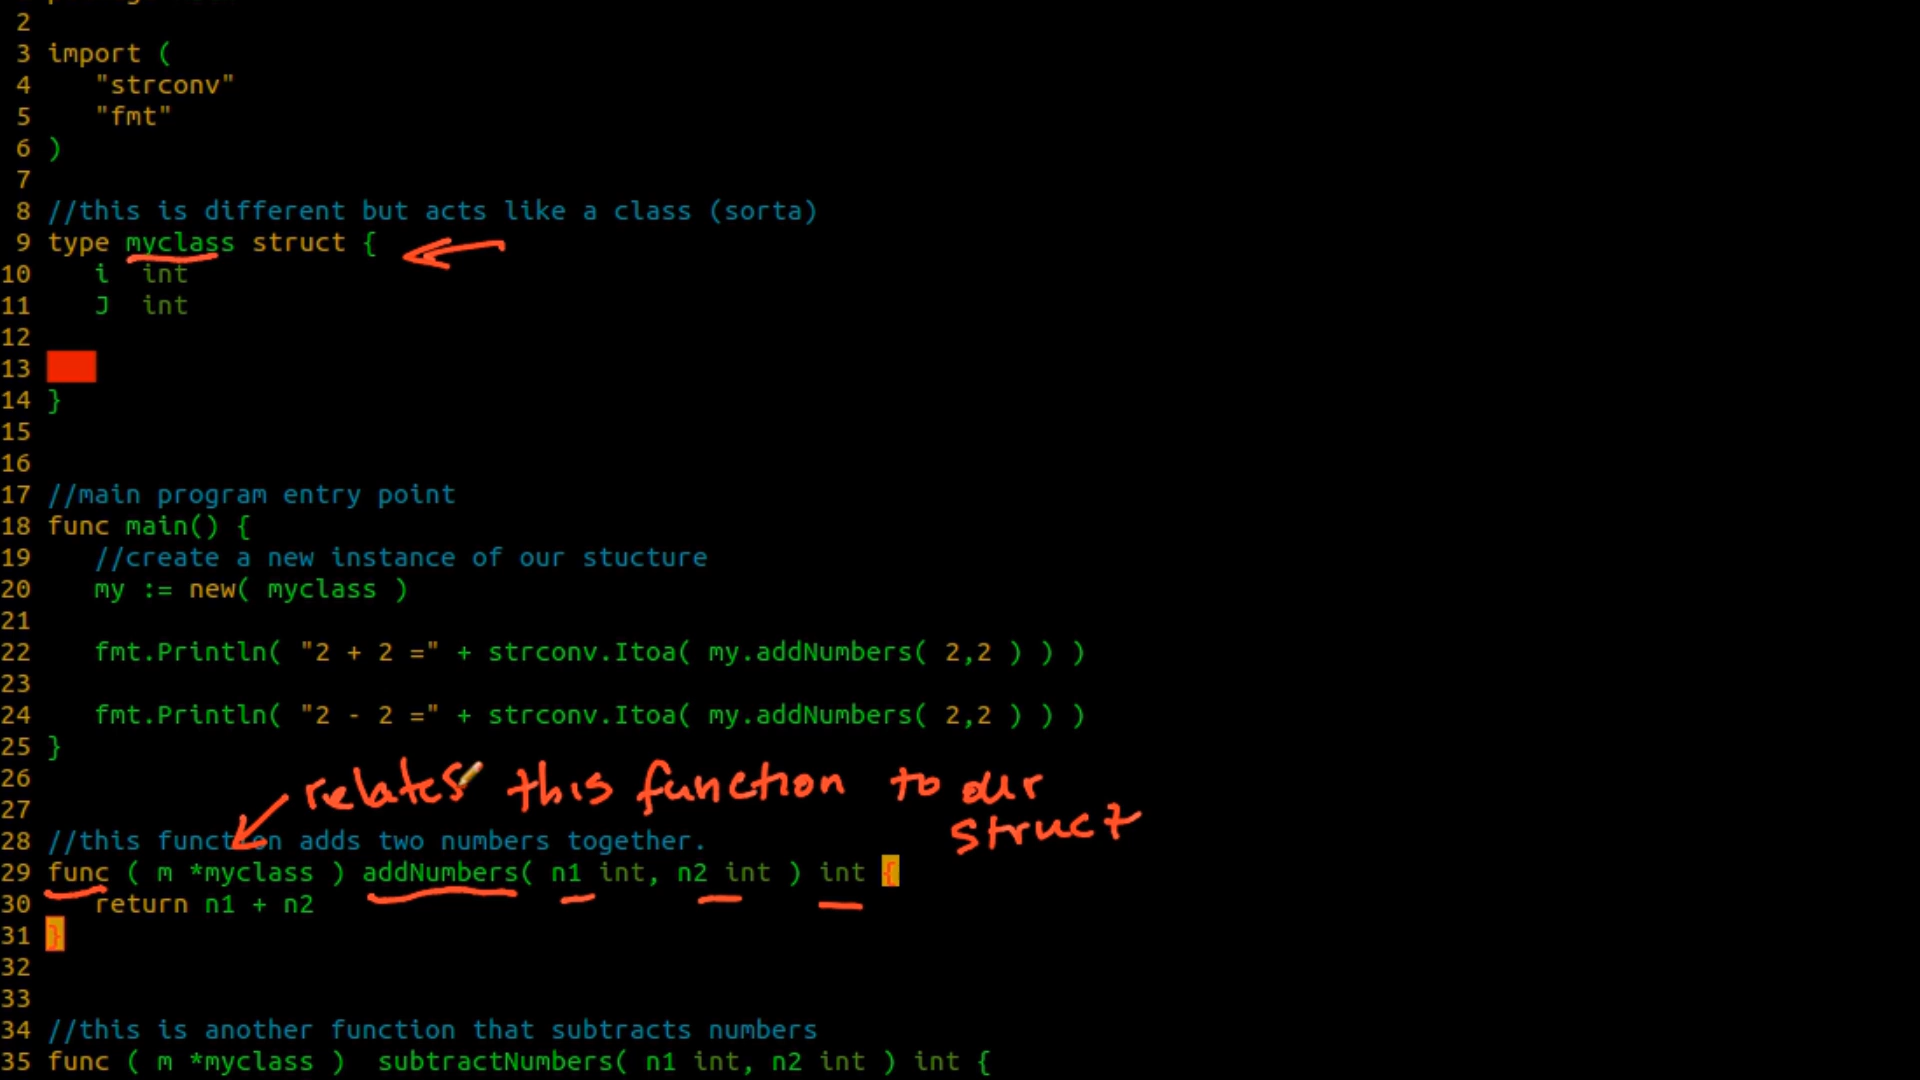 2
3 import (
4 "strconv"
5 "fmt"
6 )
7
8 //this is different but acts like a class (sorta)
9 type myclass struct {
10 i int
11 J int
12
13
14 }
15
16
17 //main program entry point
18 func main() {
19 //create a new instance of our stucture
20 my := new( myclass )
21
22 fmt.Println( "2 + 2 =" + strconv.Itoa( my.addNumbers( 2,2 ) ) )
23
24 fmt.Println( "2 - 2 =" + strconv.Itoa( my.addNumbers( 2,2 ) ) )
25 }
26
relates this function to our
struct
27
28 //this function adds two numbers together.
29 func ( m *myclass ) addNumbers( n1 int, n2 int ) int {
30 return n1 + n2
31 }
32
33
34 //this is another function that subtracts numbers
35 func ( m *myclass ) subtractNumbers( n1 int, n2 int ) int {